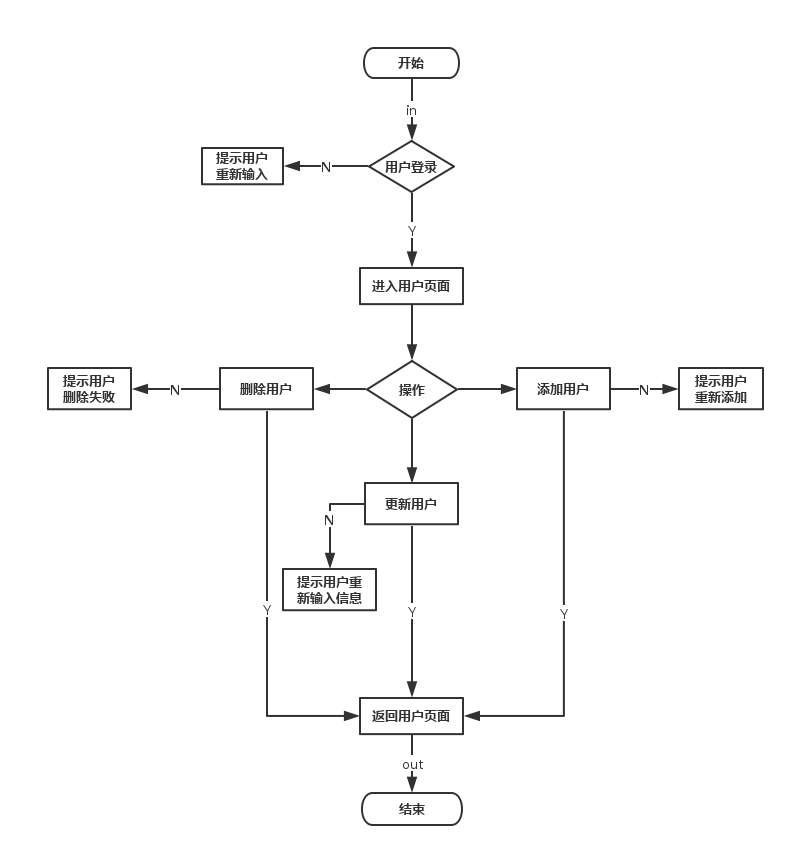 开始
in
提示用户
重新输入
N
用户登录
Y
进入用户页面
提示用户
删除失败
N
删除用户
操作
添加用户
N
提示用户
重新添加
更新用户
N
提示用户重
新输入信息
Y
Y
Y
返回用户页面
out
结束